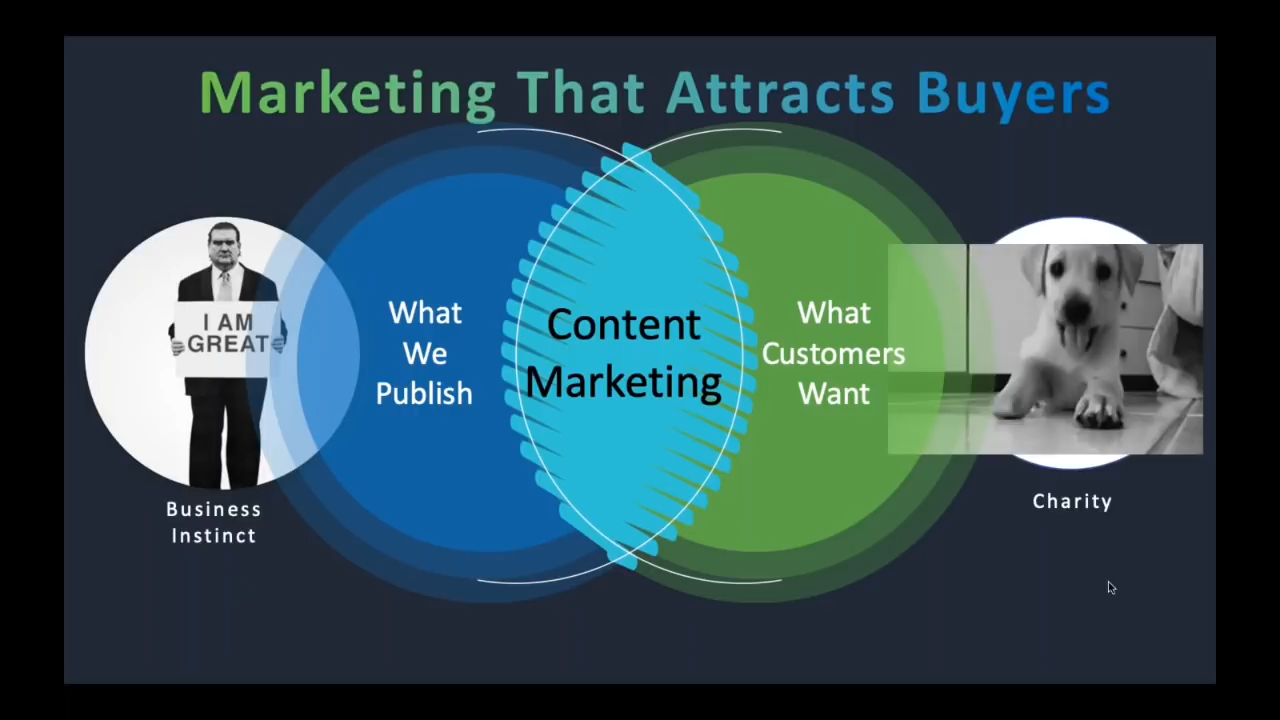 Marketing That Attracts Buyers
I AM
GREAT
What
We
Publish
Content
Marketing
What
Customers
Want
Business
Instinct
Charity